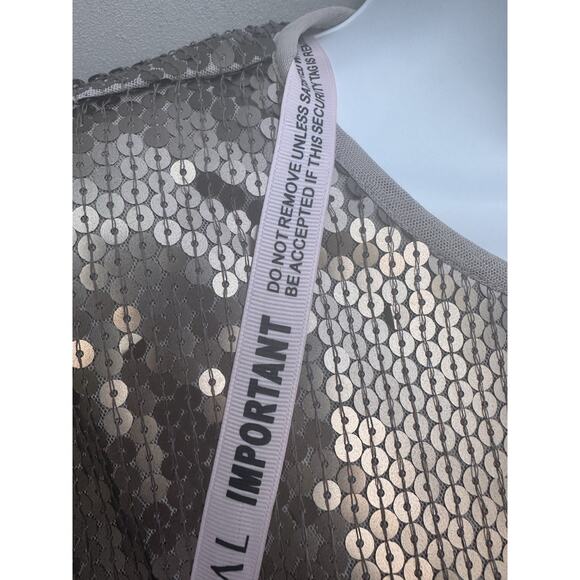 DO NOT REMOVE UNLESS
BE ACCEPTED IF THIS SECURITY TAG IS
IMPORTANT